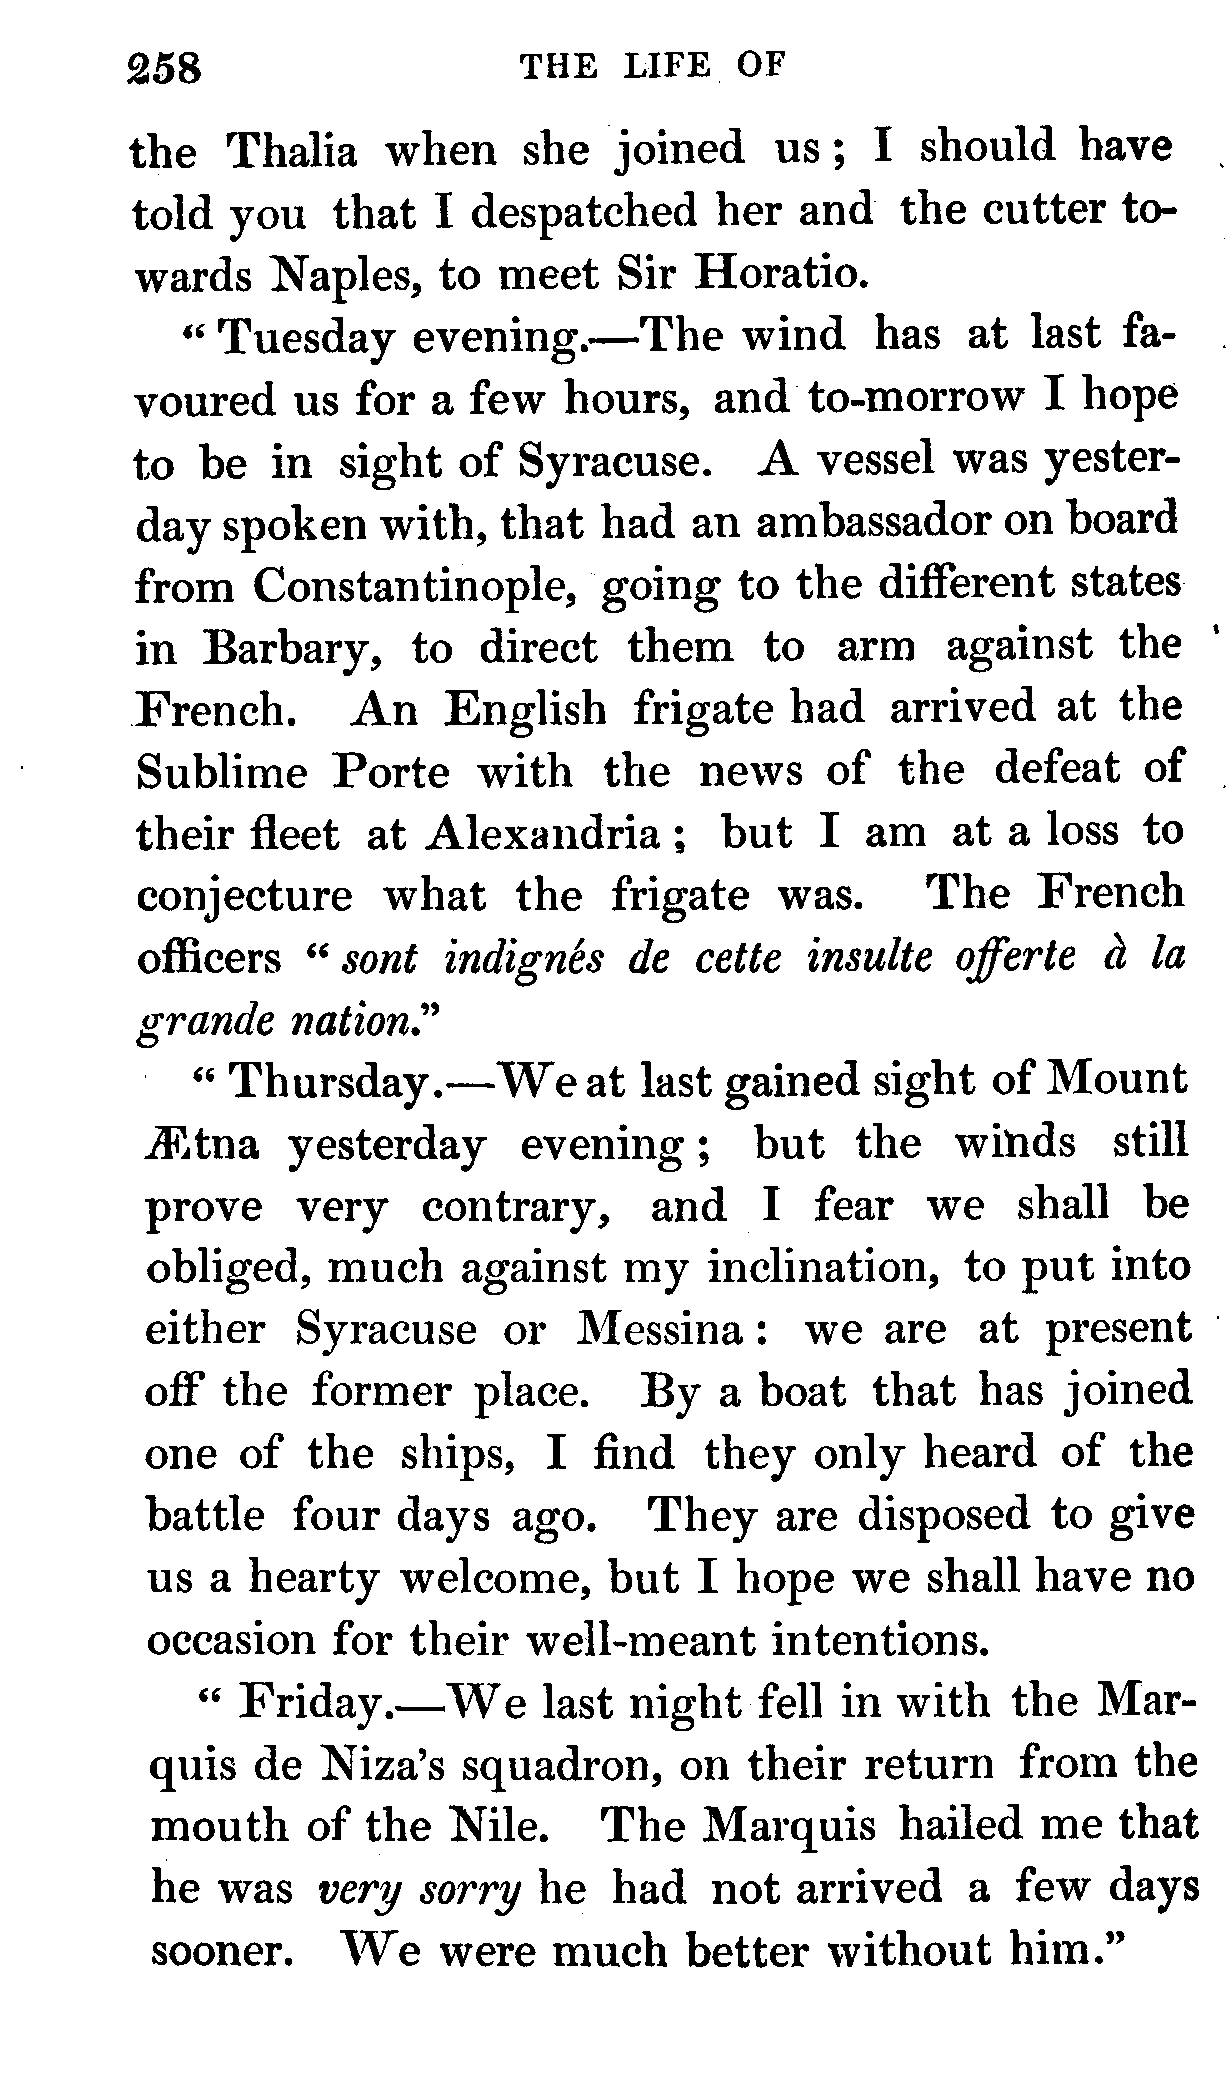 258 THE LIFE OF
the Thalia when she joined us; I should have
told you that I despatched her and the cutter to-
wards Naples, to meet Sir Horatio.
“ Tuesday evening.—The wind has at last fa-
voured us for a few hours, and to-morrow I hope
to be in sight of Syracuse. A vessel was yester-
day spoken with, that had an ambassador on board
from Constantinople, going to the different states
in Barbary, to direct them to arm against the
French. An English frigate had arrived at the
Sublime Porte with the news of the defeat of
their fleet at Alexandria; but I am at a loss to
conjecture what the frigate was. The French
officers “ sont indignés de cette insulte offerte à la
grande nation.”
“ Thursday.—We at last gained sight of Mount
Ætna yesterday evening; but the winds still
prove very contrary, and I fear we shall be
obliged, much against my inclination, to put into
either Syracuse or Messina: we are at present
off the former place. By a boat that has joined
one of the ships, I find they only heard of the
battle four days ago. They are disposed to give
us a hearty welcome, but I hope we shall have no
occasion for their well-meant intentions.
“ Friday.—We last night fell in with the Mar-
quis de Niza’s squadron, on their return from the
mouth of the Nile. The Marquis hailed me that
he was very sorry he had not arrived a few days
sooner. We were much better without him.”